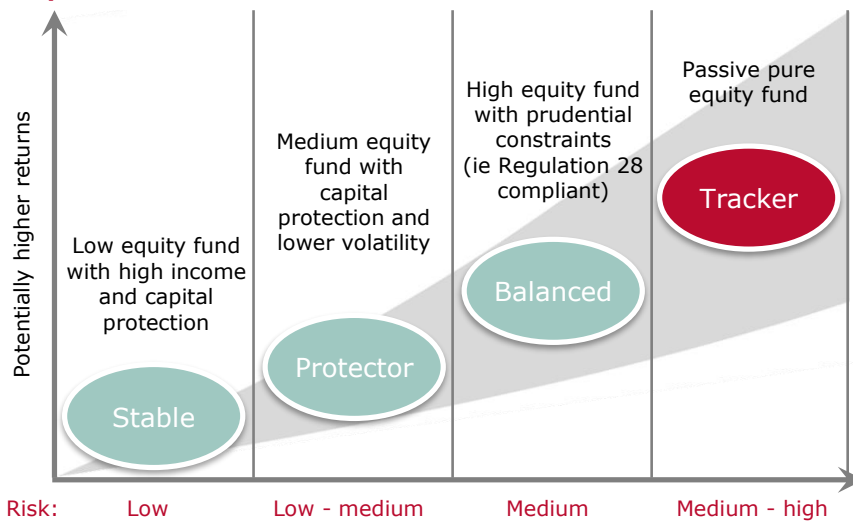 Potentially higher returns
Low equity fund
with high income
and capital
protection
Stable
Medium equity
fund with
capital
protection and
lower volatility
Protector
High equity fund
with prudential
constraints
(ie Regulation 28
compliant)
Balanced
Passive pure
equity fund
Tracker
Risk:
Low
Low - medium
Medium
Medium - high